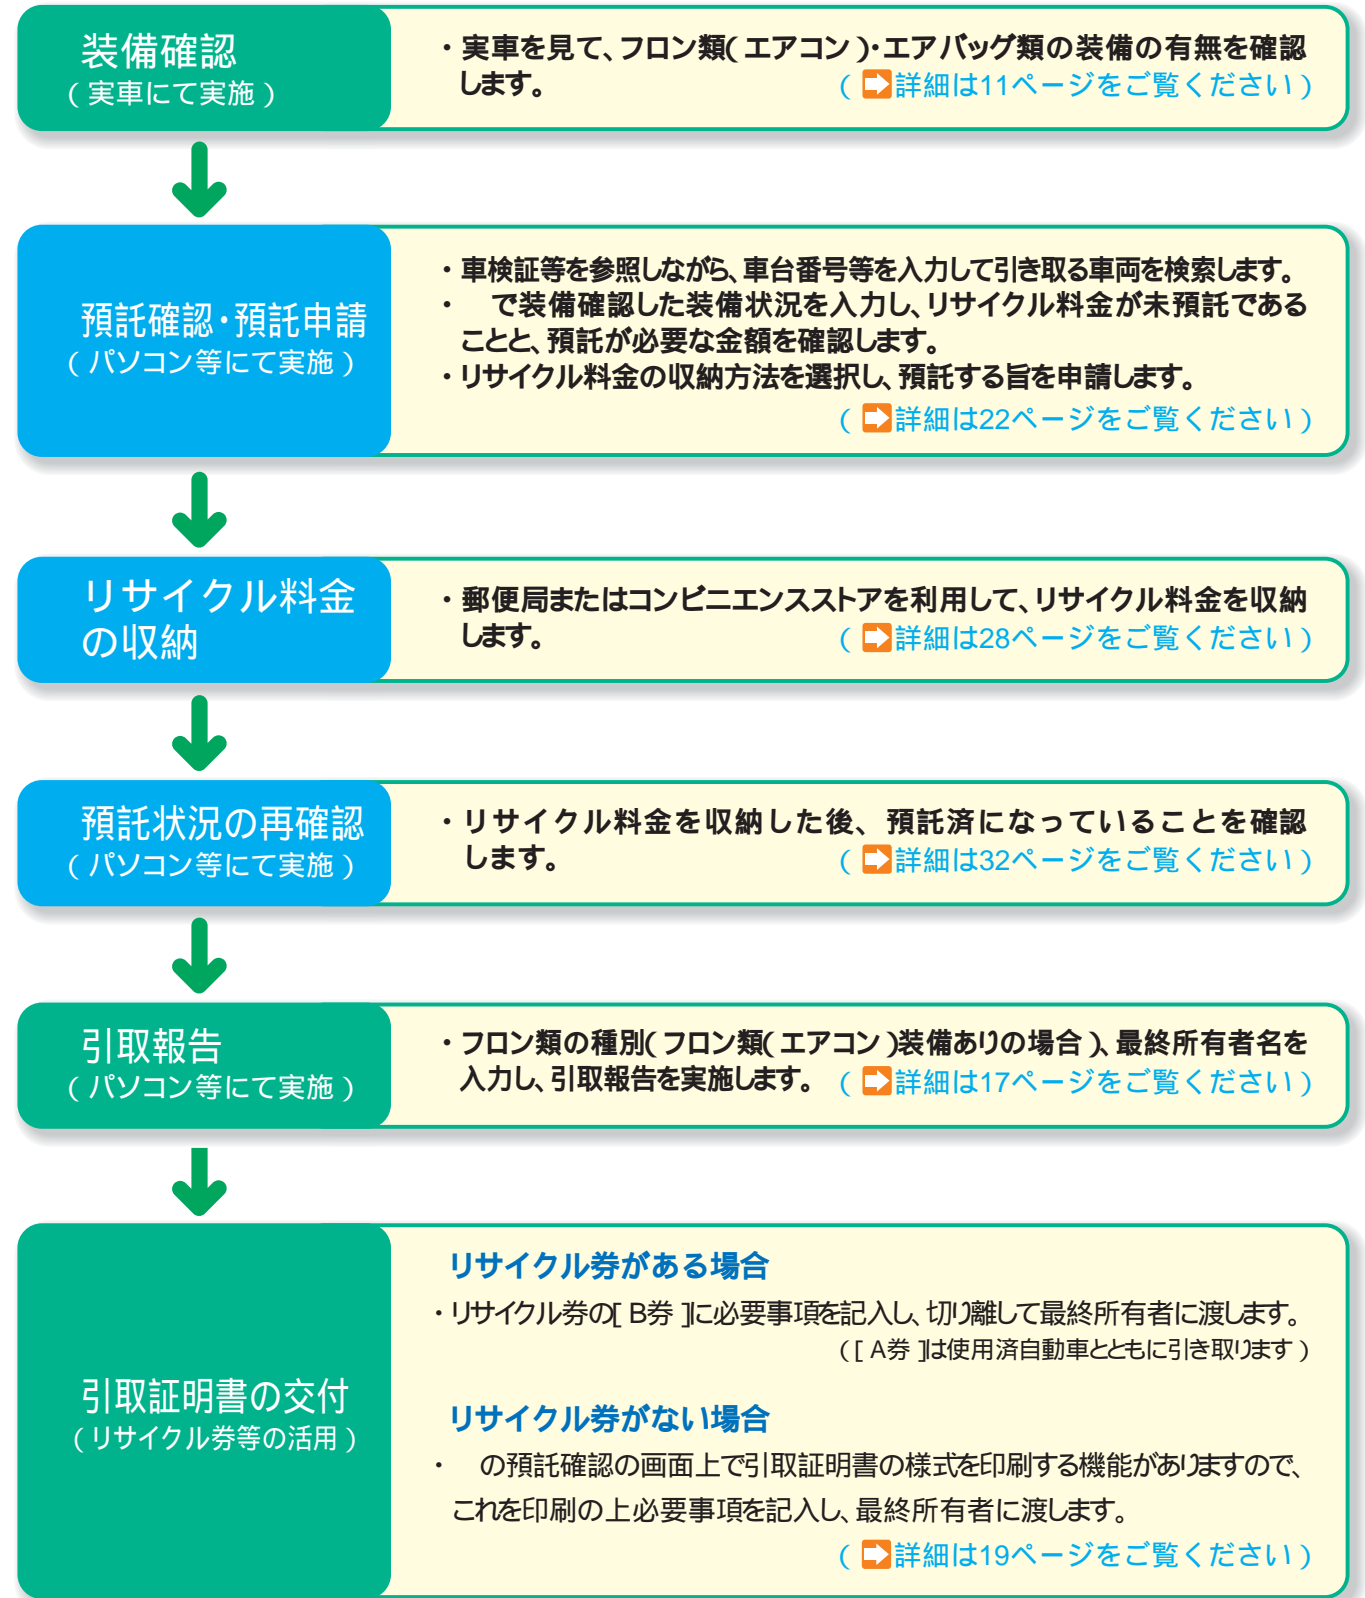 装備確認
（実車にて実施）
・実車を見て、フロン類（エアコン）・エアバッグ類の装備の有無を確認
します。
（➡詳細は11ページをご覧ください）
預託確認・預託申請
（パソコン等にて実施）
・車検証等を参照しながら、車台番号等を入力して引き取る車両を検索します。
・　で装備確認した装備状況を入力し、リサイクル料金が未預託である
ことと、預託が必要な金額を確認します。
・リサイクル料金の収納方法を選択し、預託する旨を申請します。
（➡詳細は22ページをご覧ください）
リサイクル料金
の収納
・郵便局またはコンビニエンスストアを利用して、リサイクル料金を収納
します。
（➡詳細は28ページをご覧ください）
預託状況の再確認
（パソコン等にて実施）
・リサイクル料金を収納した後、預託済になっていることを確認
します。
（➡詳細は32ページをご覧ください）
引取報告
（パソコン等にて実施）
・フロン類の種別（フロン類（エアコン）装備ありの場合）、最終所有者名を
入力し、引取報告を実施します。（➡詳細は17ページをご覧ください）
引取証明書の交付
（リサイクル券等の活用）
リサイクル券がある場合
・リサイクル券の［B券］に必要事項を記入し、切り離して最終所有者に渡します。
（［A券］は使用済自動車とともに引き取ります）
リサイクル券がない場合
・　の預託確認の画面上で引取証明書の様式を印刷する機能がありますので、
これを印刷の上必要事項を記入し、最終所有者に渡します。
（➡詳細は19ページをご覧ください）